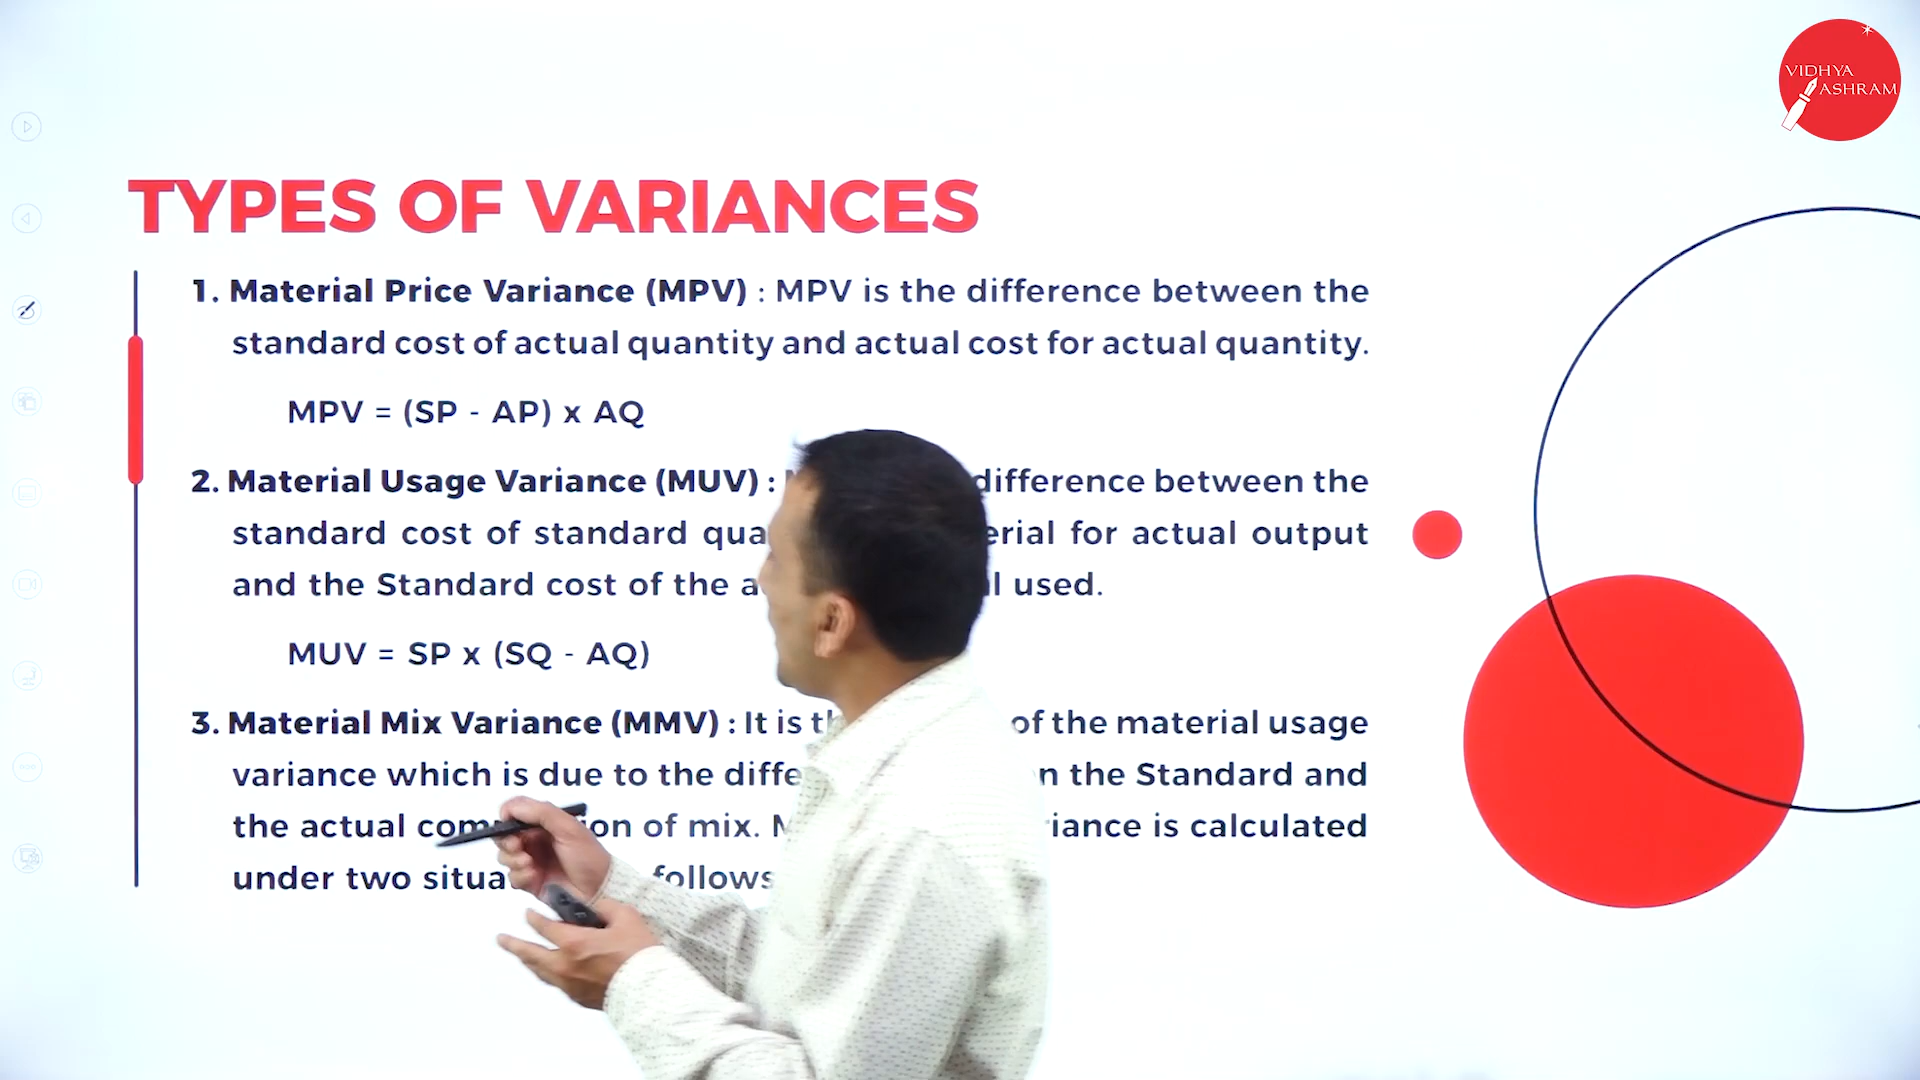 VIDHYA
ASHRAM
TYPES OF VARIANCES
1. Material Price Variance (MPV) : MPV is the difference between the
standard cost of actual quantity and actual cost for actual quantity.
MPV = (SP - AP) x AQ
2. Material Usage Variance (MUV) : difference between the
standard cost of standard for actual output
and the Standard cost of the used.
MUV = SP x (SQ - AQ)
3. Material Mix Variance (MMV) : It is of the material usage
variance which is due to the the Standard and
the actual of mix. is calculated
under two follows